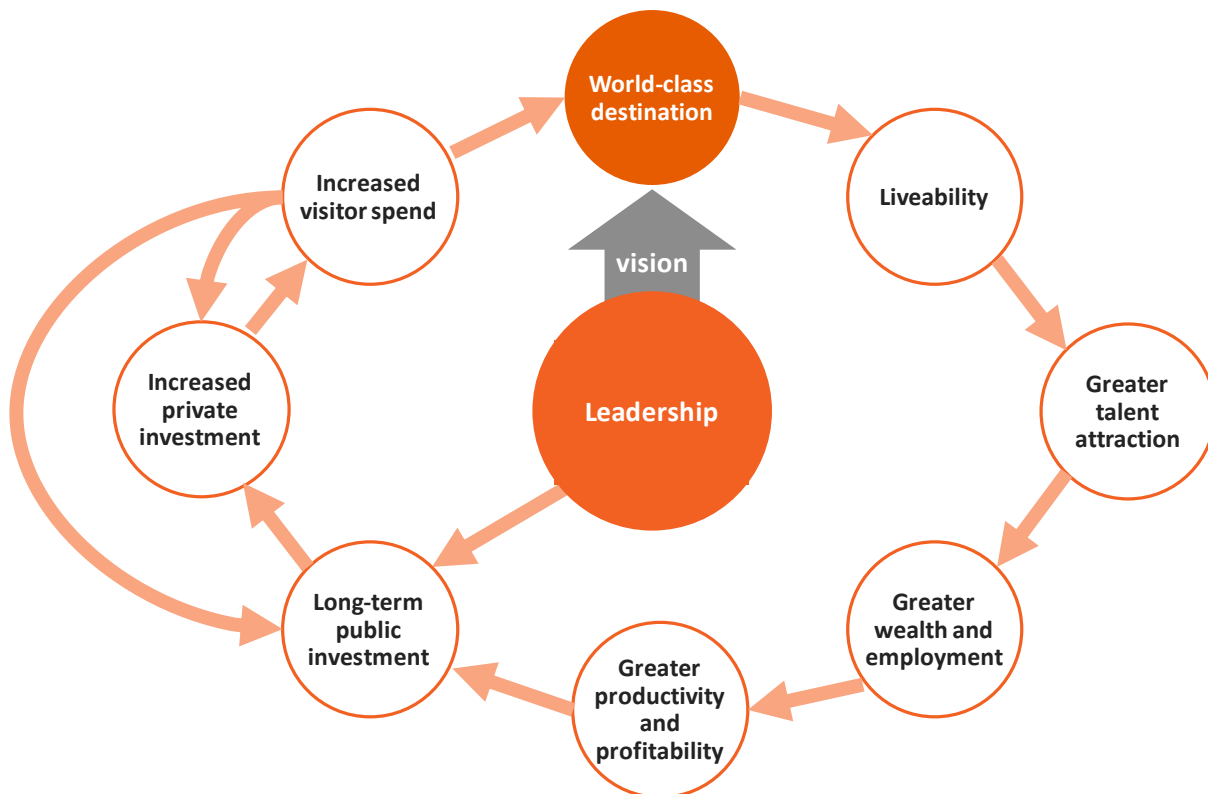 World-class
destination
Increased
visitor spend
Liveability
vision
Increased
private
investment
Leadership
Greater
talent
attraction
Long-term
public
investment
Greater
wealth and
employment
Greater
productivity
and
profitability